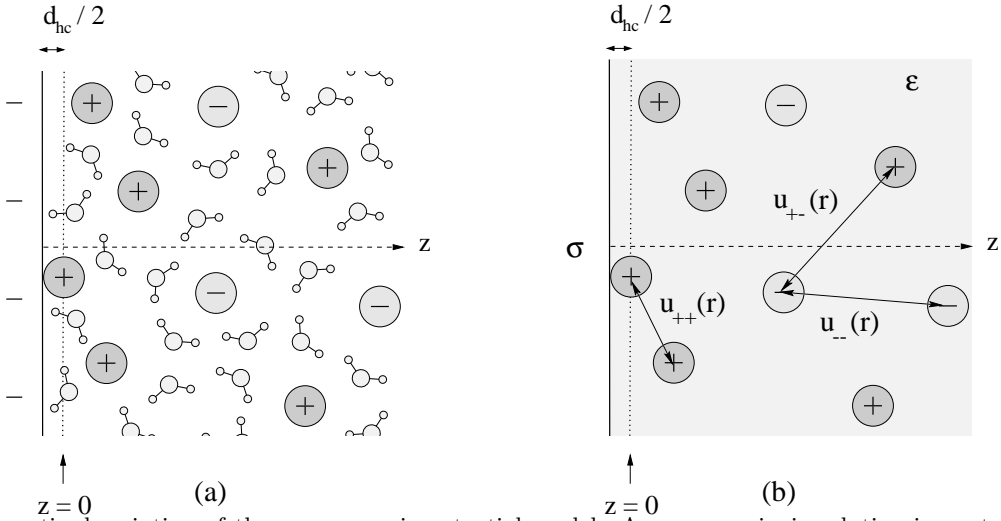 d_hc / 2
d_hc / 2
ε
u_+-(r)
z
z
σ
u_++(r)
u_--(r)
z = 0
(a)
z = 0
(b)